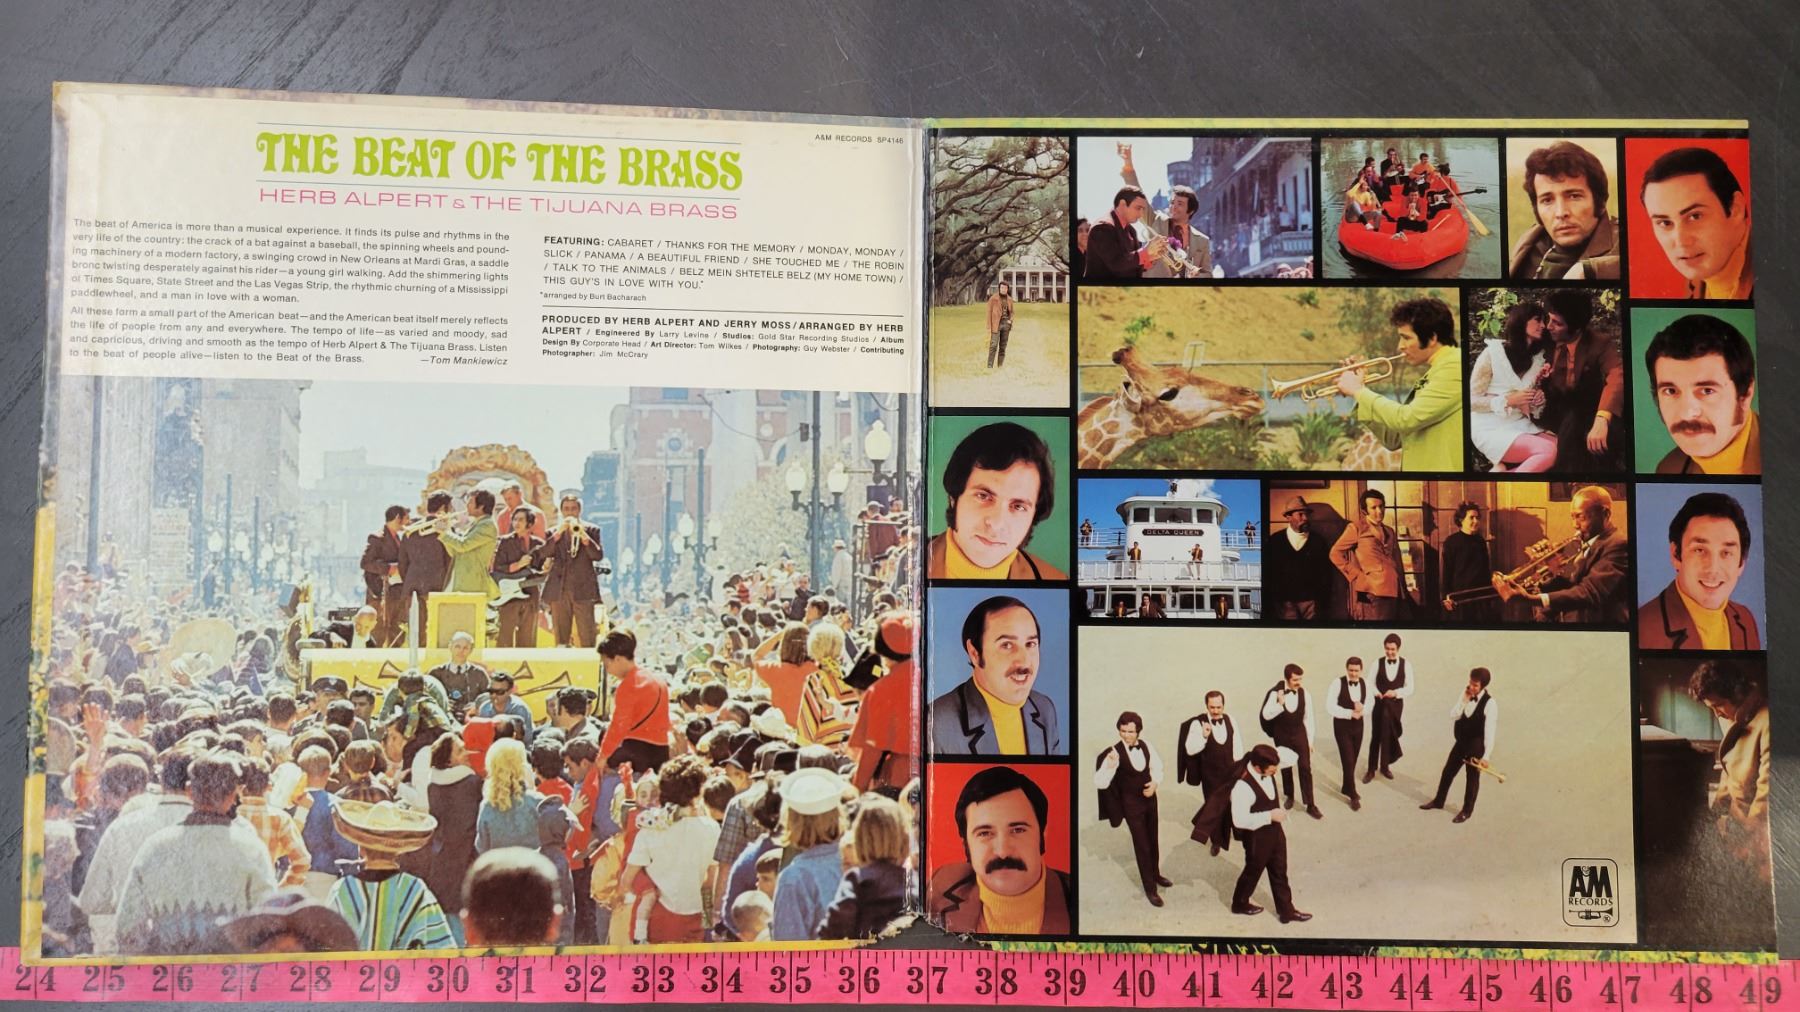 A&M RECORDS SP4146
THE BEAT OF THE BRASS
HERB ALPERT & THE TIJUANA BRASS
The beat of America is more than a musical experience. It finds its pulse and rhythms in the
very life of the country: the crack of a bat against a baseball, the spinning wheels and pound-
ing machinery of a modern factory, a swinging crowd in New Orleans at Mardi Gras, a saddle
bronc twisting desperately against his rider—a young girl walking. Add the shimmering lights
of Times Square, State Street and the Las Vegas Strip, the rhythmic churning of a Mississippi
paddlewheel, and a man in love with a woman.
All these form a small part of the American beat—and the American beat itself merely reflects
the life of people from any and everywhere. The tempo of life—as varied and moody, sad
and capricious, driving and smooth as the tempo of Herb Alpert & The Tijuana Brass. Listen
to the beat of people alive—listen to the Beat of the Brass.
—Tom Mankiewicz
FEATURING: CABARET / THANKS FOR THE MEMORY / MONDAY, MONDAY /
SLICK / PANAMA / A BEAUTIFUL FRIEND / SHE TOUCHED ME / THE ROBIN
/ TALK TO THE ANIMALS / BELZ MEIN SHTETELE BELZ (MY HOME TOWN) /
THIS GUY'S IN LOVE WITH YOU.*
*arranged by Burt Bacharach
PRODUCED BY HERB ALPERT AND JERRY MOSS / ARRANGED BY HERB
ALPERT / Engineered By Larry Levine / Studios: Gold Star Recording Studios / Album
Design By Corporate Head / Art Director: Tom Wilkes / Photography: Guy Webster / Contributing
Photographer: Jim McCrary
DELTA QUEEN
A&M
RECORDS
®
24 25 26 27 28 29 30 31 32 33 34 35 36 37 38 39 40 41 42 43 44 45 46 47 48 49